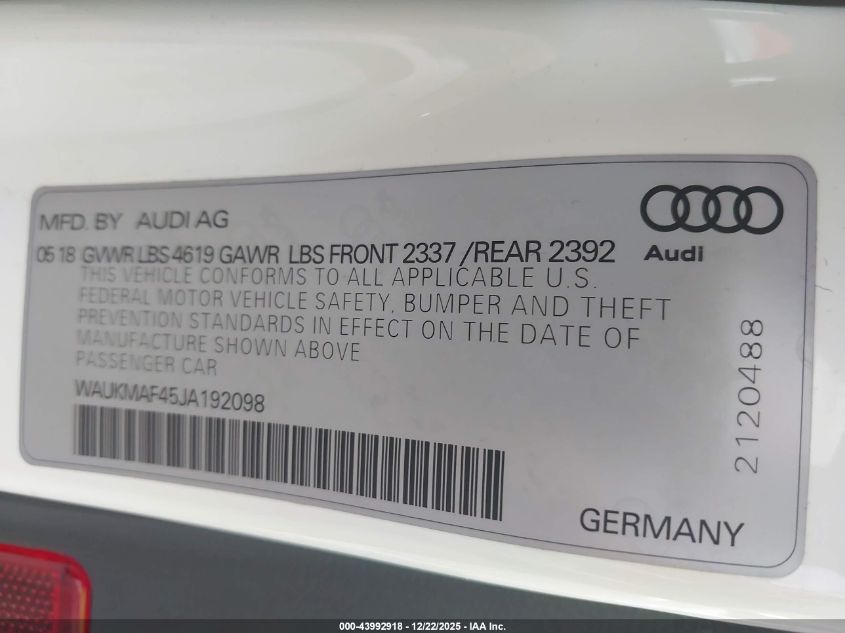 MFD. BY AUDI AG
05 18 GVWR LBS 4619 GAWR LBS FRONT 2337 /REAR 2392
Audi
THIS VEHICLE CONFORMS TO ALL APPLICABLE U.S.
FEDERAL MOTOR VEHICLE SAFETY, BUMPER AND THEFT
PREVENTION STANDARDS IN EFFECT ON THE DATE OF
MANUFACTURE SHOWN ABOVE
PASSENGER CAR
WAUKMAF45JA192098
2120488
GERMANY
000-43992918 - 12/22/2025 - IAA Inc.